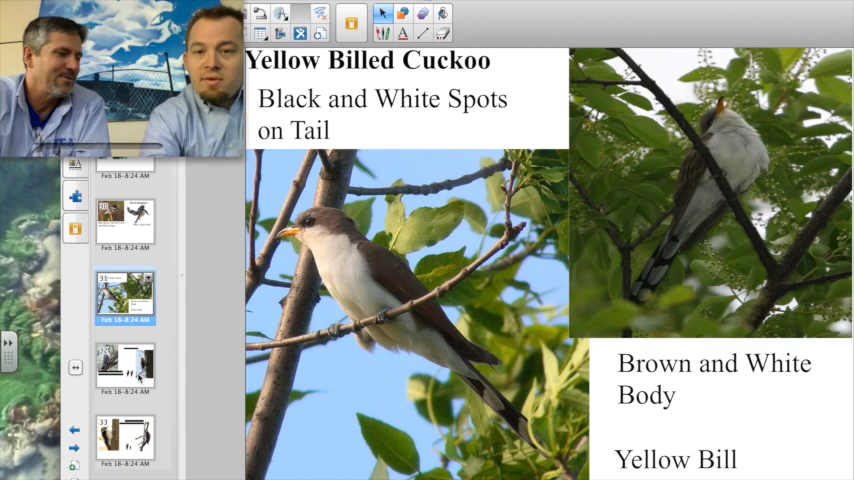 Yellow Billed Cuckoo
Black and White Spots
on Tail
Feb 18–8:24 AM
30
Feb 18–8:24 AM
31
Feb 18–8:24 AM
Feb 18–8:24 AM
33
Feb 18–8:24 AM
Brown and White
Body
Yellow Bill